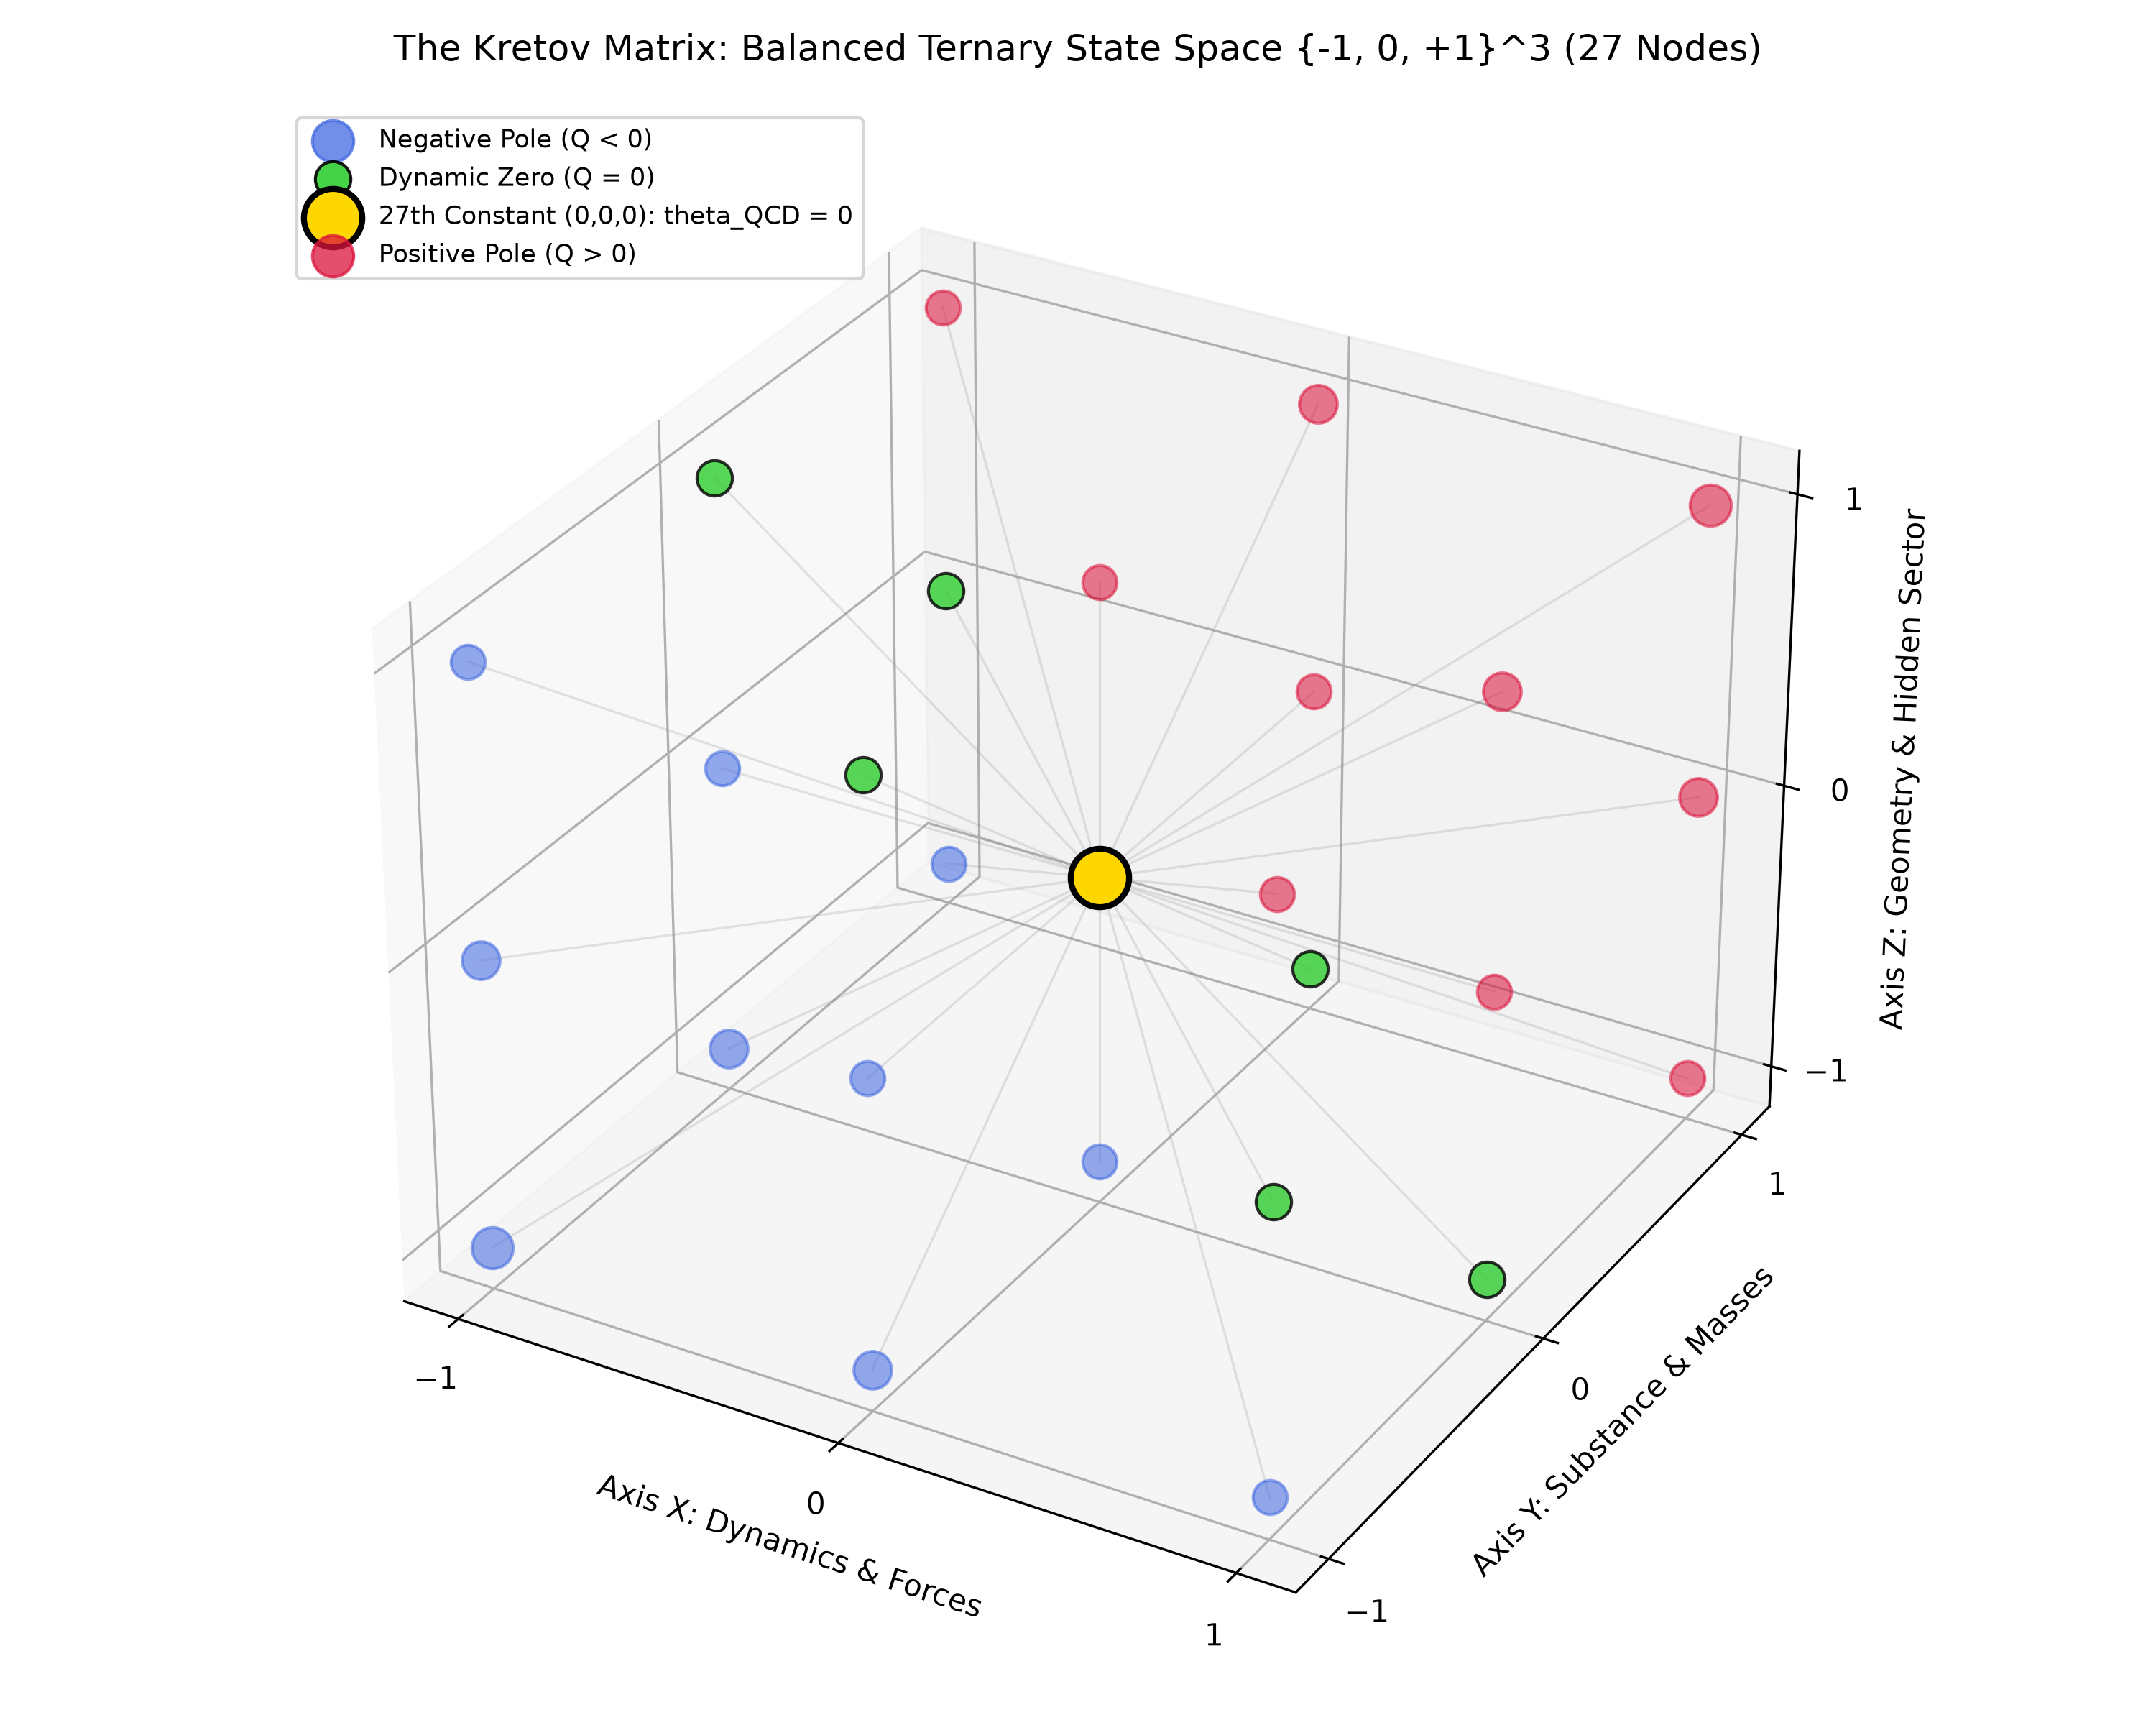 The Kretov Matrix: Balanced Ternary State Space {-1, 0, +1}^3 (27 Nodes)
Negative Pole (Q < 0)
Dynamic Zero (Q = 0)
27th Constant (0,0,0): theta_QCD = 0
Positive Pole (Q > 0)
1
0
−1
Axis Z: Geometry & Hidden Sector
1
0
−1
Axis Y: Substance & Masses
−1
0
1
Axis X: Dynamics & Forces